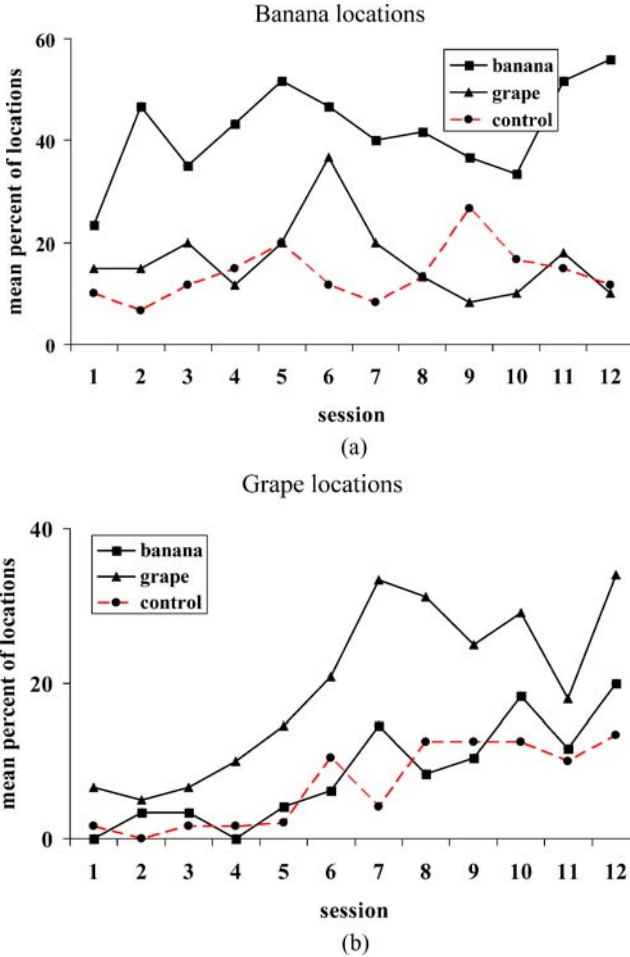 Banana locations
60
40
20
0
mean percent of locations
banana
grape
control
1 2 3 4 5 6 7 8 9 10 11 12
session
(a)
Grape locations
40
20
0
mean percent of locations
banana
grape
control
1 2 3 4 5 6 7 8 9 10 11 12
session
(b)